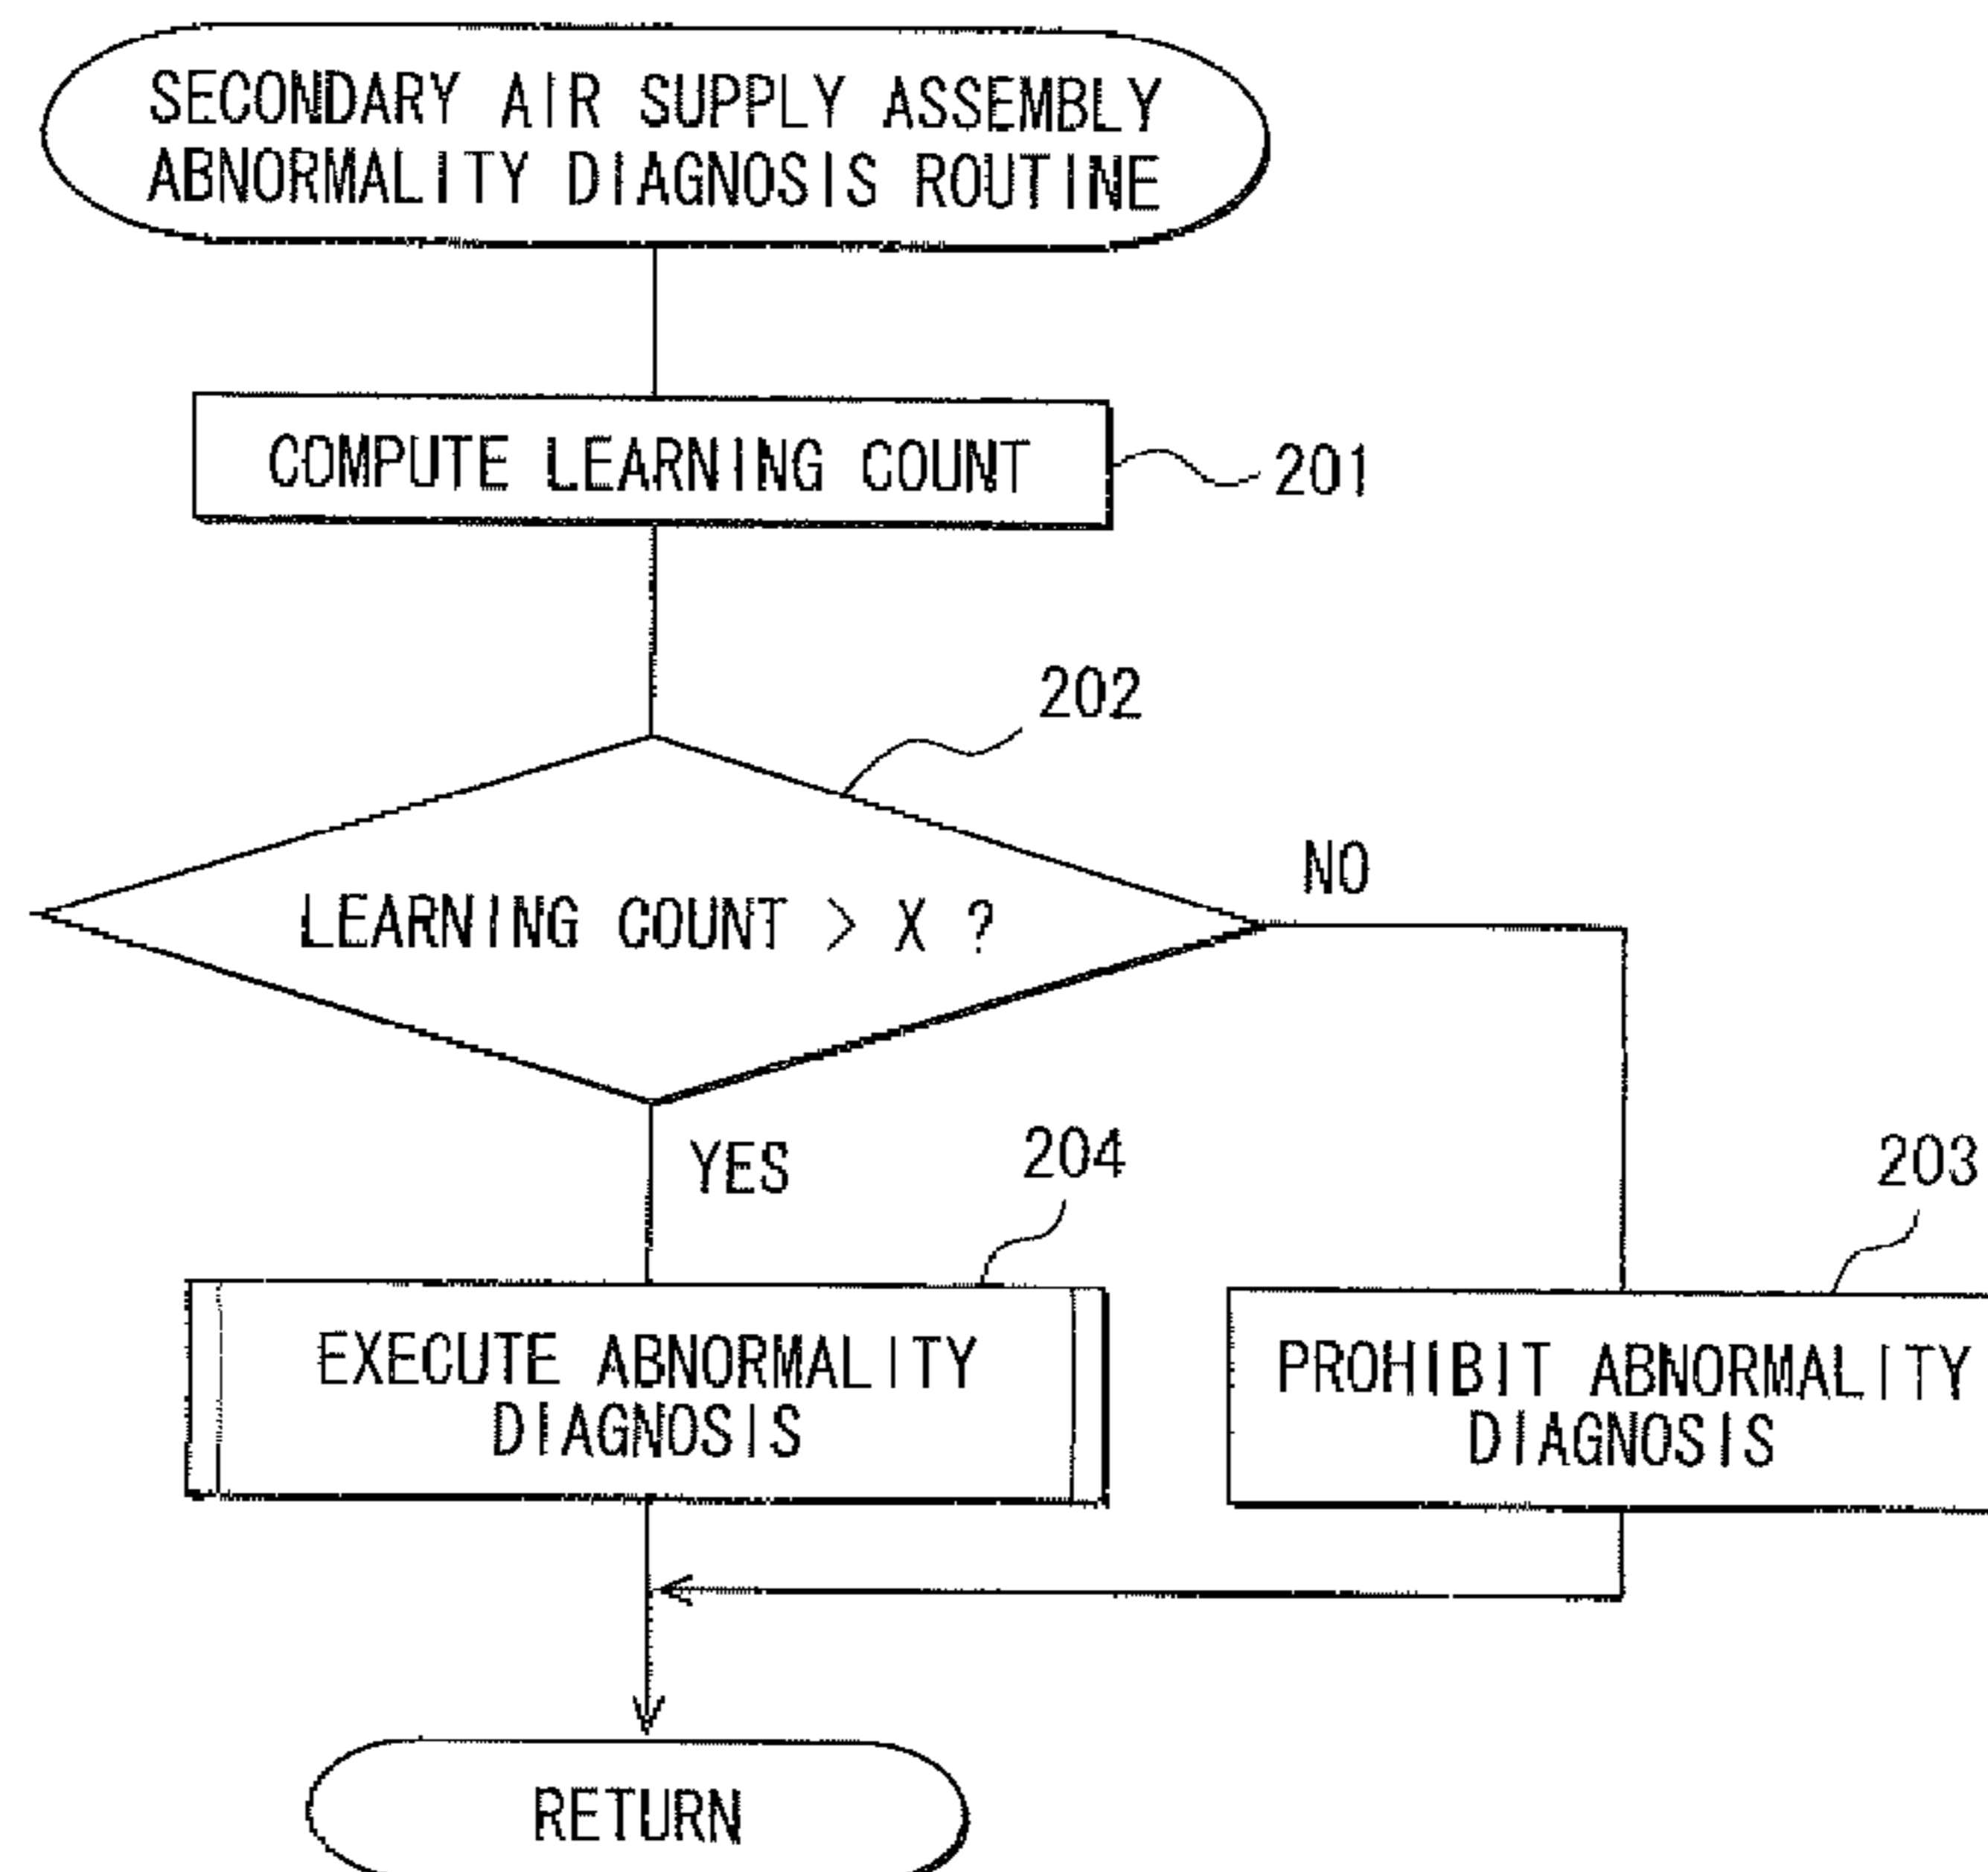 SECONDARY AIR SUPPLY ASSEMBLY
ABNORMALITY DIAGNOSIS ROUTINE
COMPUTE LEARNING COUNT
201
202
LEARNING COUNT > X ?
NO
YES
204
203
EXECUTE ABNORMALITY
DIAGNOSIS
PROHIBIT ABNORMALITY
DIAGNOSIS
RETURN